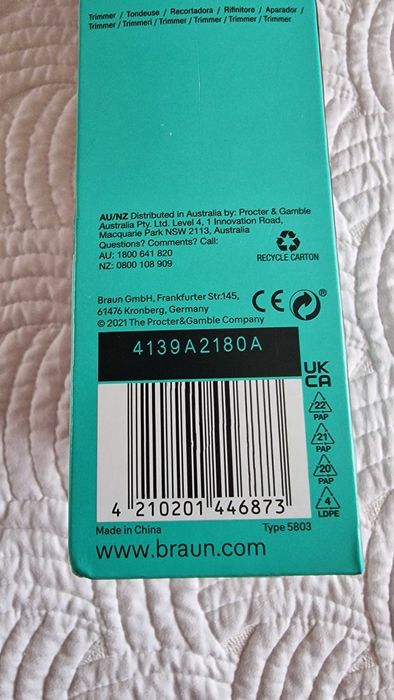 Trimmer / Tondeuse / Recortadora / Rifinitore / Aparador /
Trimmer / Trimmeri / Trimmer / Trimmer / Trimmer / Trimmer /
AU/NZ Distributed in Australia by: Procter & Gamble
Australia Pty. Ltd. Level 4, 1 Innovation Road,
Macquarie Park NSW 2113, Australia
Questions? Comments? Call:
AU: 1800 641 820
NZ: 0800 108 909
RECYCLE CARTON
Braun GmbH, Frankfurter Str.145,
61476 Kronberg, Germany
© 2021 The Procter&Gamble Company
CE
®
4139A2180A
UK
CA
22
PAP
21
PAP
20
PAP
4
LDPE
4 210201 446873
Made in China
Type 5803
www.braun.com